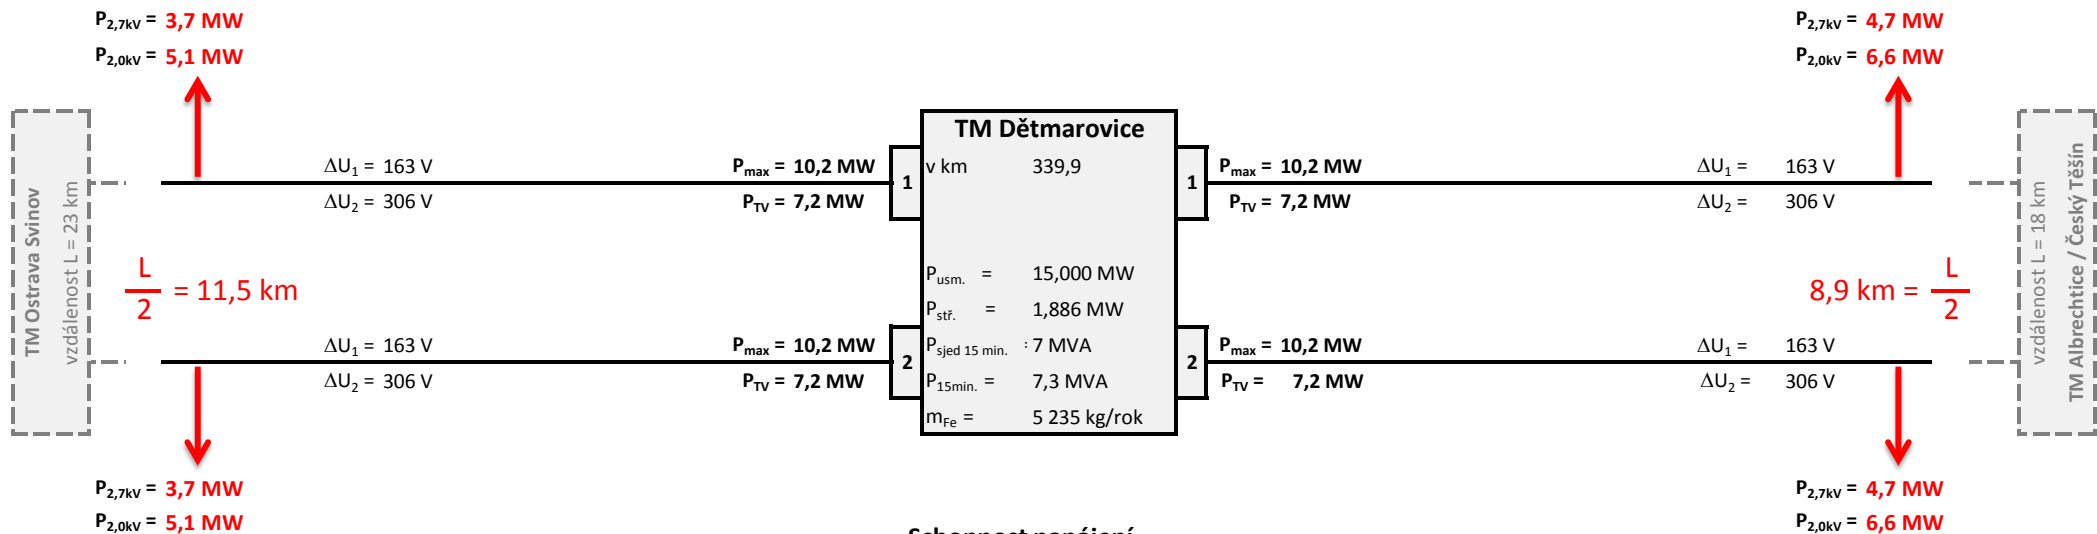 P2,7kV = 3,7 MW
P2,0kV = 5,1 MW
P2,7kV = 4,7 MW
P2,0kV = 6,6 MW
TM Ostrava Svinov
vzdálenost L = 23 km
ΔU1 = 163 V
ΔU2 = 306 V
Pmax = 10,2 MW
PTV = 7,2 MW
L
2
= 11,5 km
ΔU1 = 163 V
ΔU2 = 306 V
Pmax = 10,2 MW
PTV = 7,2 MW
TM Dětmarovice
1
v km 339,9
1
Pusm. = 15,000 MW
Pstř. = 1,886 MW
2
Psjed 15 min. : 7 MVA
2
P15min. = 7,3 MVA
mFe = 5 235 kg/rok
Pmax = 10,2 MW
PTV = 7,2 MW
ΔU1 = 163 V
ΔU2 = 306 V
8,9 km =
L
2
Pmax = 10,2 MW
PTV = 7,2 MW
ΔU1 = 163 V
ΔU2 = 306 V
vzdálenost L = 18 km
TM Albrechtice / Český Těšín
P2,7kV = 3,7 MW
P2,0kV = 5,1 MW
P2,7kV = 4,7 MW
P2,0kV = 6,6 MW